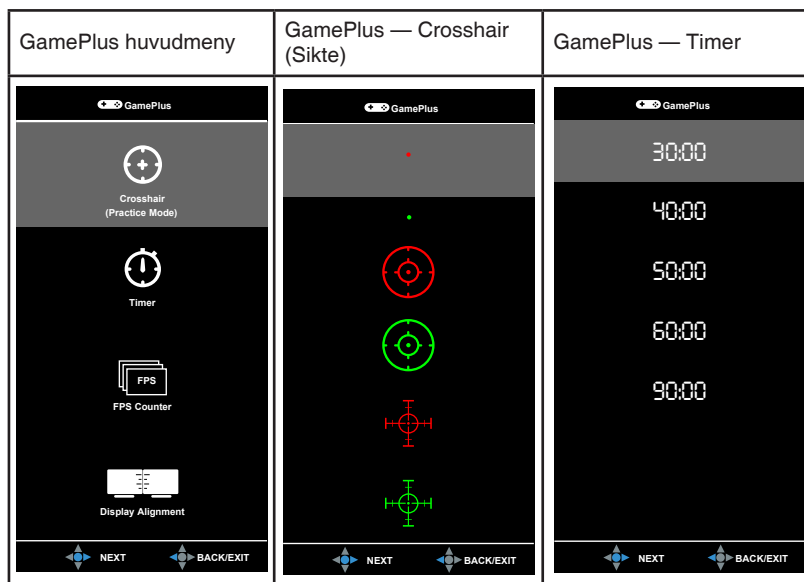 GamePlus huvudmeny
GamePlus — Crosshair
(Sikte)
GamePlus — Timer
GamePlus
Crosshair
(Practice Mode)
Timer
FPS
FPS Counter
Display Alignment
NEXT BACK/EXIT
GamePlus
NEXT BACK/EXIT
GamePlus
30:00
40:00
50:00
60:00
90:00
NEXT BACK/EXIT